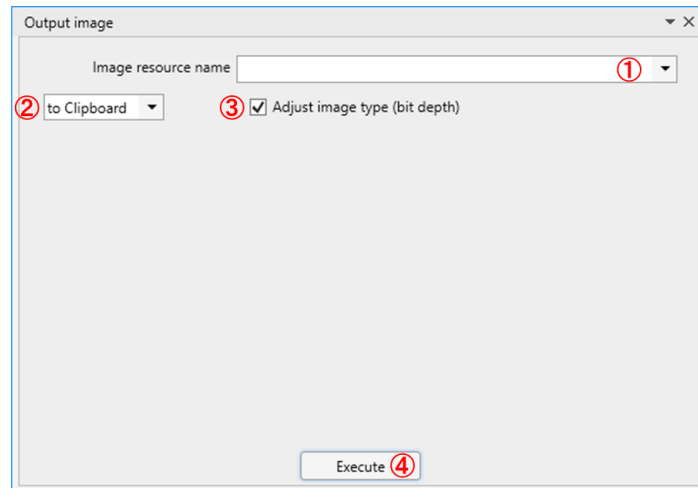 Output image
Image resource name ①
② to Clipboard ③ Adjust image type (bit depth)
Execute ④